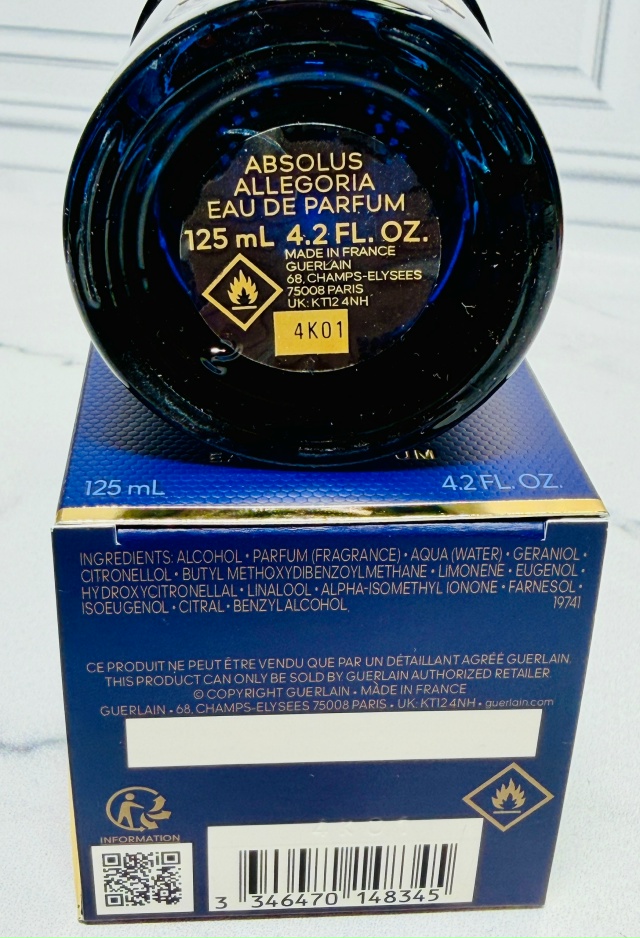 ABSOLUS
ALLEGORIA
EAU DE PARFUM
125 mL 4.2 FL. OZ.
MADE IN FRANCE
GUERLAIN
68, CHAMPS-ELYSEES
75008 PARIS
UK: KT12 4NH
4K01
125 mL 4.2 FL. OZ.
INGREDIENTS: ALCOHOL • PARFUM (FRAGRANCE) • AQUA (WATER) • GERANIOL •
CITRONELLOL • BUTYL METHOXYDIBENZOYLMETHANE • LIMONENE • EUGENOL •
HYDROXYCITRONELLAL • LINALOOL • ALPHA-ISOMETHYL IONONE • FARNESOL •
ISOEUGENOL • CITRAL • BENZYL ALCOHOL 19741
CE PRODUIT NE PEUT ÊTRE VENDU QUE PAR UN DÉTAILLANT AGRÉÉ GUERLAIN.
THIS PRODUCT CAN ONLY BE SOLD BY GUERLAIN AUTHORIZED RETAILER.
© COPYRIGHT GUERLAIN • MADE IN FRANCE
GUERLAIN • 68, CHAMPS-ELYSEES 75008 PARIS • UK: KT12 4NH • guerlain.com
INFORMATION
3 346470 148345